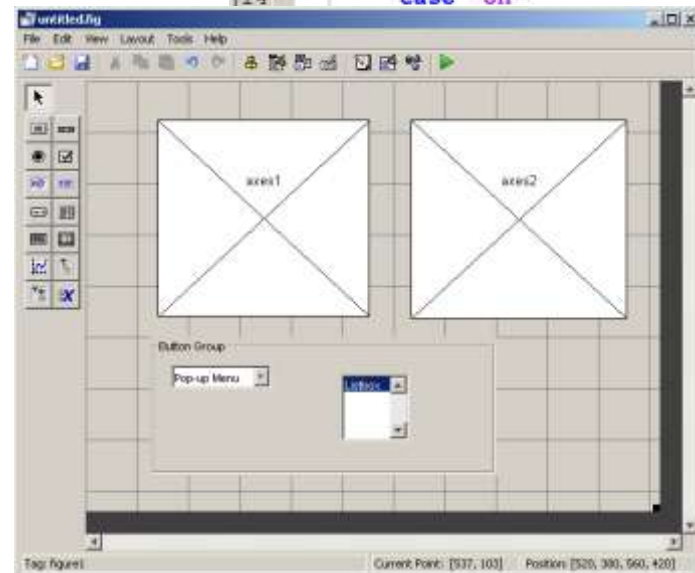 14 case "on"
untitled.fig
File Edit View Layout Tools Help
axes1 axes2
Button Group
Pop-up Menu
Listbox
Tag: figure1 Current Point: [537, 103] Position: [520, 380, 560, 420]